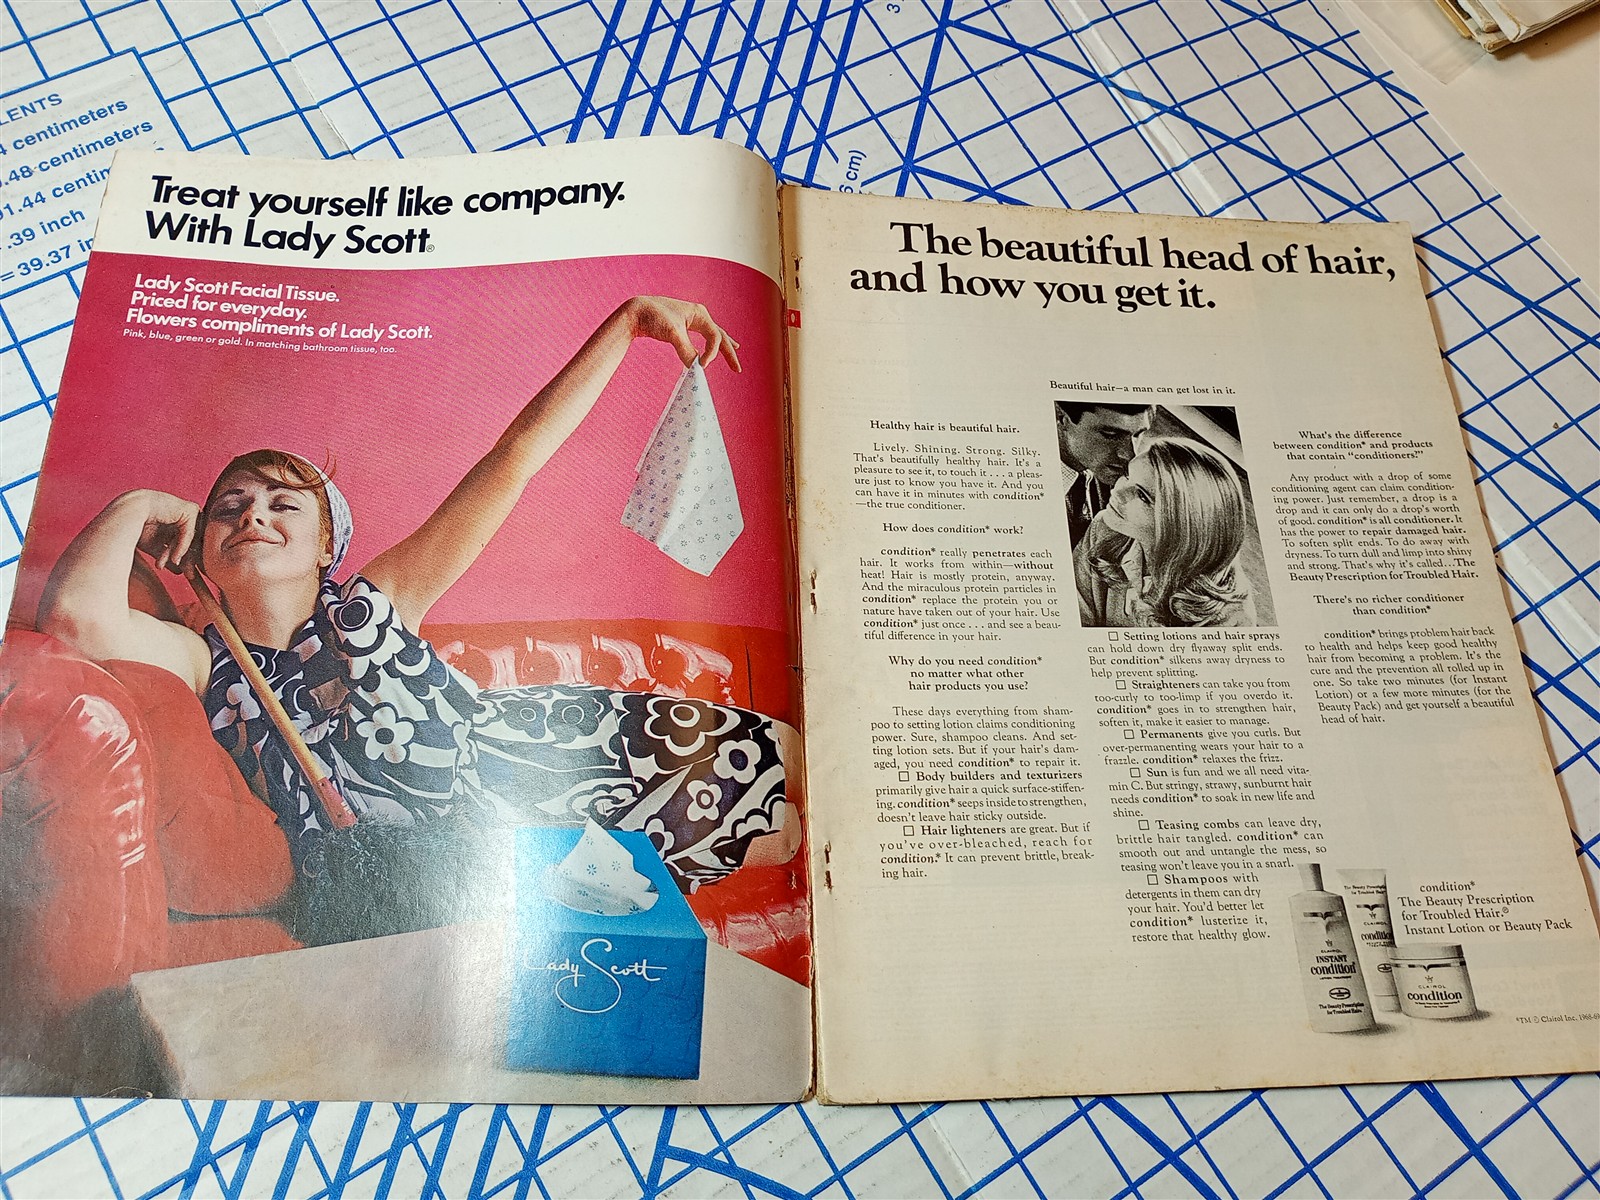 LENTS
centimeters
.48 centimeters
91.44 centim
.39 inch
= 39.37 in
6 cm)
3
Treat yourself like company.
With Lady Scott®
Lady Scott Facial Tissue.
Priced for everyday.
Flowers compliments of Lady Scott.
Pink, blue, green or gold. In matching bathroom tissue, too.
Lady Scott
The beautiful head of hair,
and how you get it.
Beautiful hair—a man can get lost in it.
Healthy hair is beautiful hair.
Lively. Shining. Strong. Silky.
That's beautifully healthy hair. It's a
pleasure to see it, to touch it . . . a pleas-
ure just to know you have it. And you
can have it in minutes with condition*
—the true conditioner.
How does condition* work?
condition* really penetrates each
hair. It works from within—without
heat! Hair is mostly protein, anyway.
And the miraculous protein particles in
condition* replace the protein you or
nature have taken out of your hair. Use
condition* just once . . . and see a beau-
tiful difference in your hair.
Why do you need condition*
no matter what other
hair products you use?
These days everything from sham-
poo to setting lotion claims conditioning
power. Sure, shampoo cleans. And set-
ting lotion sets. But if your hair's dam-
aged, you need condition* to repair it.
☐ Body builders and texturizers
primarily give hair a quick surface-stiffen-
ing. condition* seeps inside to strengthen,
doesn't leave hair sticky outside.
☐ Hair lighteners are great. But if
you've over-bleached, reach for
condition.* It can prevent brittle, break-
ing hair.
☐ Setting lotions and hair sprays
can hold down dry flyaway split ends.
But condition* silkens away dryness to
help prevent splitting.
☐ Straighteners can take you from
too-curly to too-limp if you overdo it.
condition* goes in to strengthen hair,
soften it, make it easier to manage.
☐ Permanents give you curls. But
over-permanenting wears your hair to a
frazzle. condition* relaxes the frizz.
☐ Sun is fun and we all need vita-
min C. But stringy, strawy, sunburnt hair
needs condition* to soak in new life and
shine.
☐ Teasing combs can leave dry,
brittle hair tangled. condition* can
smooth out and untangle the mess, so
teasing won't leave you in a snarl.
☐ Shampoos with
detergents in them can dry
your hair. You'd better let
condition* lusterize it,
restore that healthy glow.
What's the difference
between condition* and products
that contain "conditioners?"
Any product with a drop of some
conditioning agent can claim condition-
ing power. Just remember, a drop is a
drop and it can only do a drop's worth
of good. condition* is all conditioner. It
has the power to repair damaged hair.
To soften split ends. To do away with
dryness. To turn dull and limp into shiny
and strong. That's why it's called...The
Beauty Prescription for Troubled Hair.
There's no richer conditioner
than condition*
condition* brings problem hair back
to health and helps keep good healthy
hair from becoming a problem. It's the
cure and the prevention all rolled up in
one. So take two minutes (for Instant
Lotion) or a few more minutes (for the
Beauty Pack) and get yourself a beautiful
head of hair.
CLAIROL
INSTANT
condition*
The Beauty Prescription
for Troubled Hair.
The Beauty Prescription
for Troubled Hair
CLAIROL
conditio
CLAIROL
condition
condition*
The Beauty Prescription
for Troubled Hair.®
Instant Lotion or Beauty Pack
*TM © Clairol Inc. 1968-69